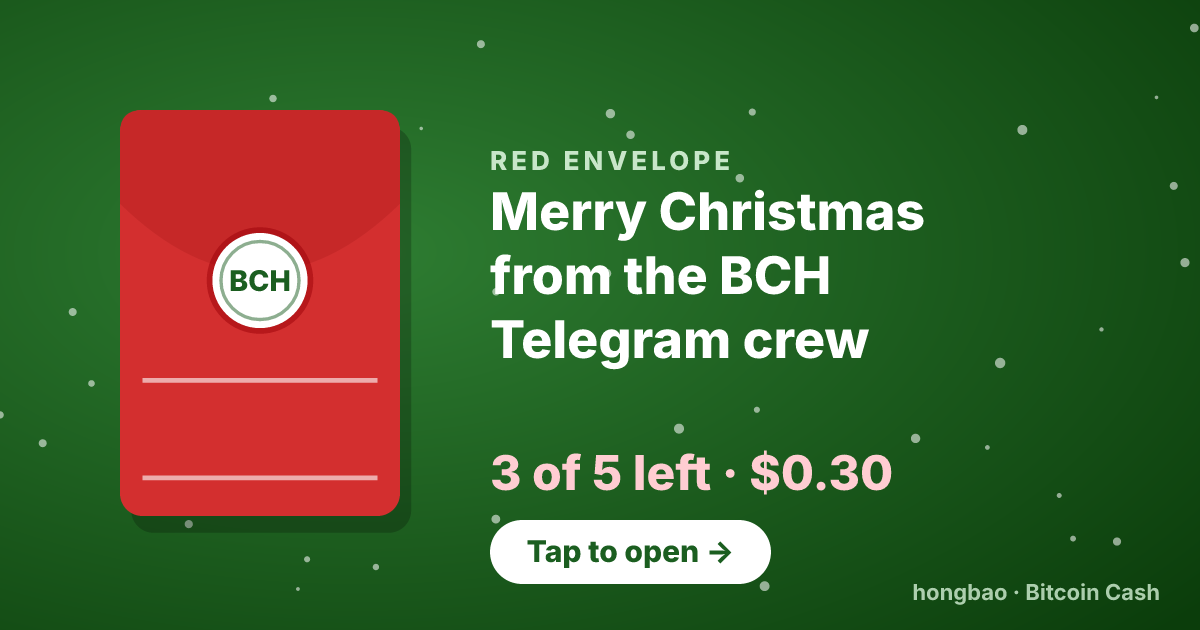 BCH
RED ENVELOPE
Merry Christmas
from the BCH
Telegram crew
3 of 5 left · $0.30
Tap to open →
hongbao · Bitcoin Cash